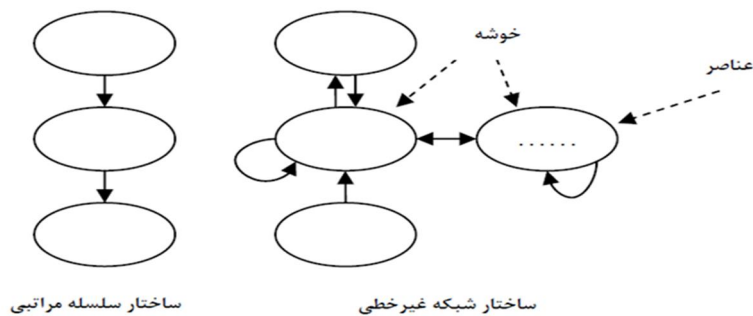 خوشه
عناصر
......
ساختار شبکه غیرخطی
ساختار سلسله مراتبی